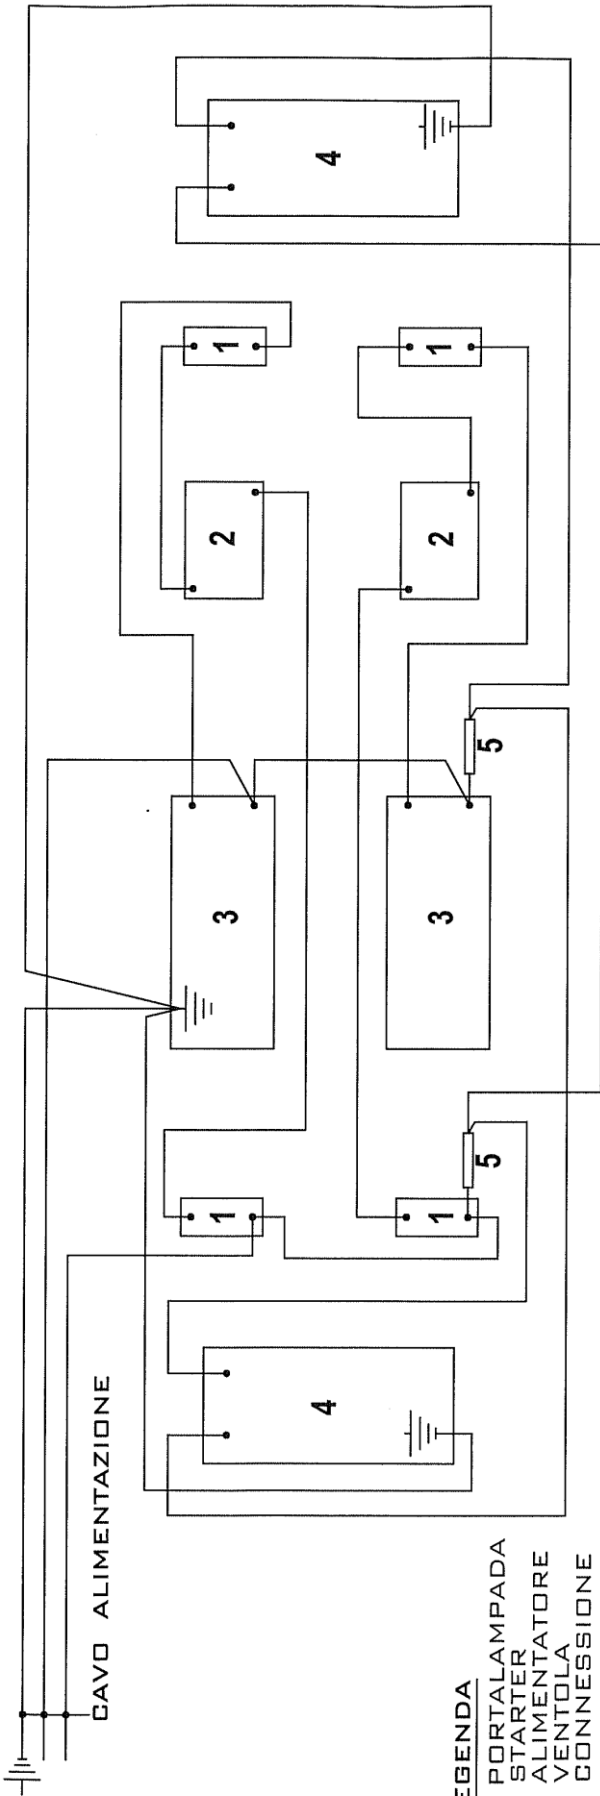 CAVO ALIMENTAZIONE
4
1
3
2
1
4
1
5
3
5
2
1
EGENDA
PORTALAMPADA
STARTER
ALIMENTATORE
VENTOLA
CONNESSIONE